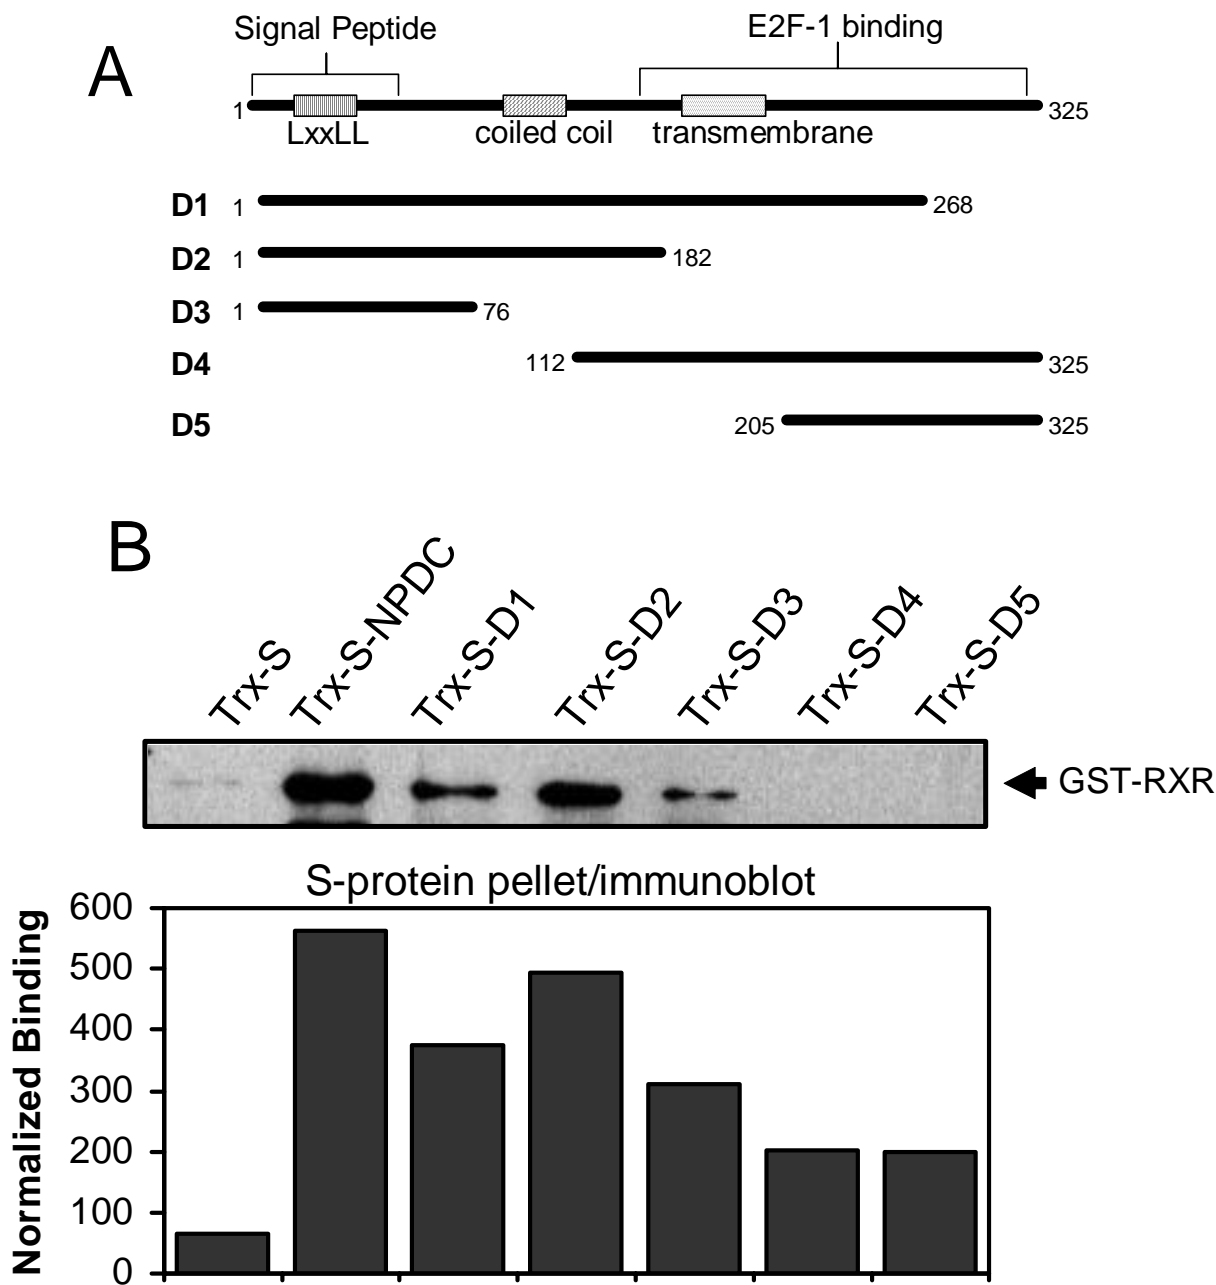 A
Signal Peptide
E2F-1 binding
1
325
LxxLL
coiled coil
transmembrane
D1 1 268
D2 1 182
D3 1 76
D4 112 325
D5 205 325
B
Trx-S
Trx-S-NPDC
Trx-S-D1
Trx-S-D2
Trx-S-D3
Trx-S-D4
Trx-S-D5
GST-RXR
S-protein pellet/immunoblot
Normalized Binding
600
500
400
300
200
100
0